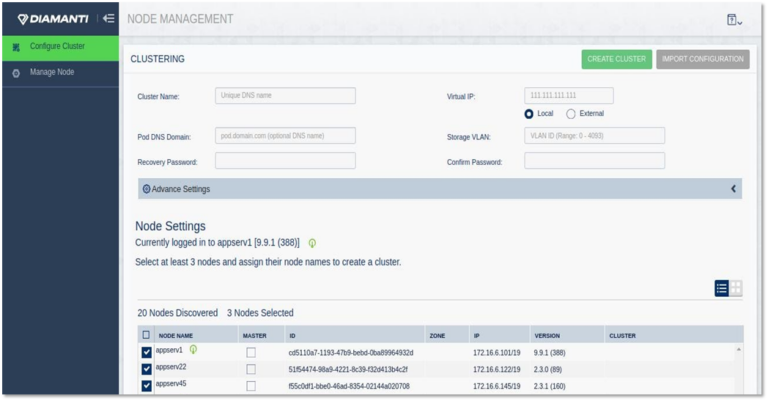 DIAMANTI
NODE MANAGEMENT
Configure Cluster
Manage Node
CLUSTERING
CREATE CLUSTER
IMPORT CONFIGURATION
Cluster Name:
Unique DNS name
Virtual IP:
111.111.111.111
Local
External
Pod DNS Domain:
pod.domain.com (optional DNS name)
Storage VLAN:
VLAN ID (Range: 0 - 4093)
Recovery Password:
Confirm Password:
Advance Settings
Node Settings
Currently logged in to appserv1 [9.9.1 (388)]
Select at least 3 nodes and assign their node names to create a cluster.
20 Nodes Discovered 3 Nodes Selected
NODE NAME MASTER ID ZONE IP VERSION CLUSTER
appserv1 cd5110a7-1193-47b9-bebd-0ba89964932d 172.16.6.101/19 9.9.1 (388)
appserv22 51f54474-98a9-4221-8c39-f32d413b4c2f 172.16.6.122/19 2.3.0 (89)
appserv45 f55c0df1-bbe0-46ad-8354-02144a020708 172.16.6.145/19 2.3.1 (160)